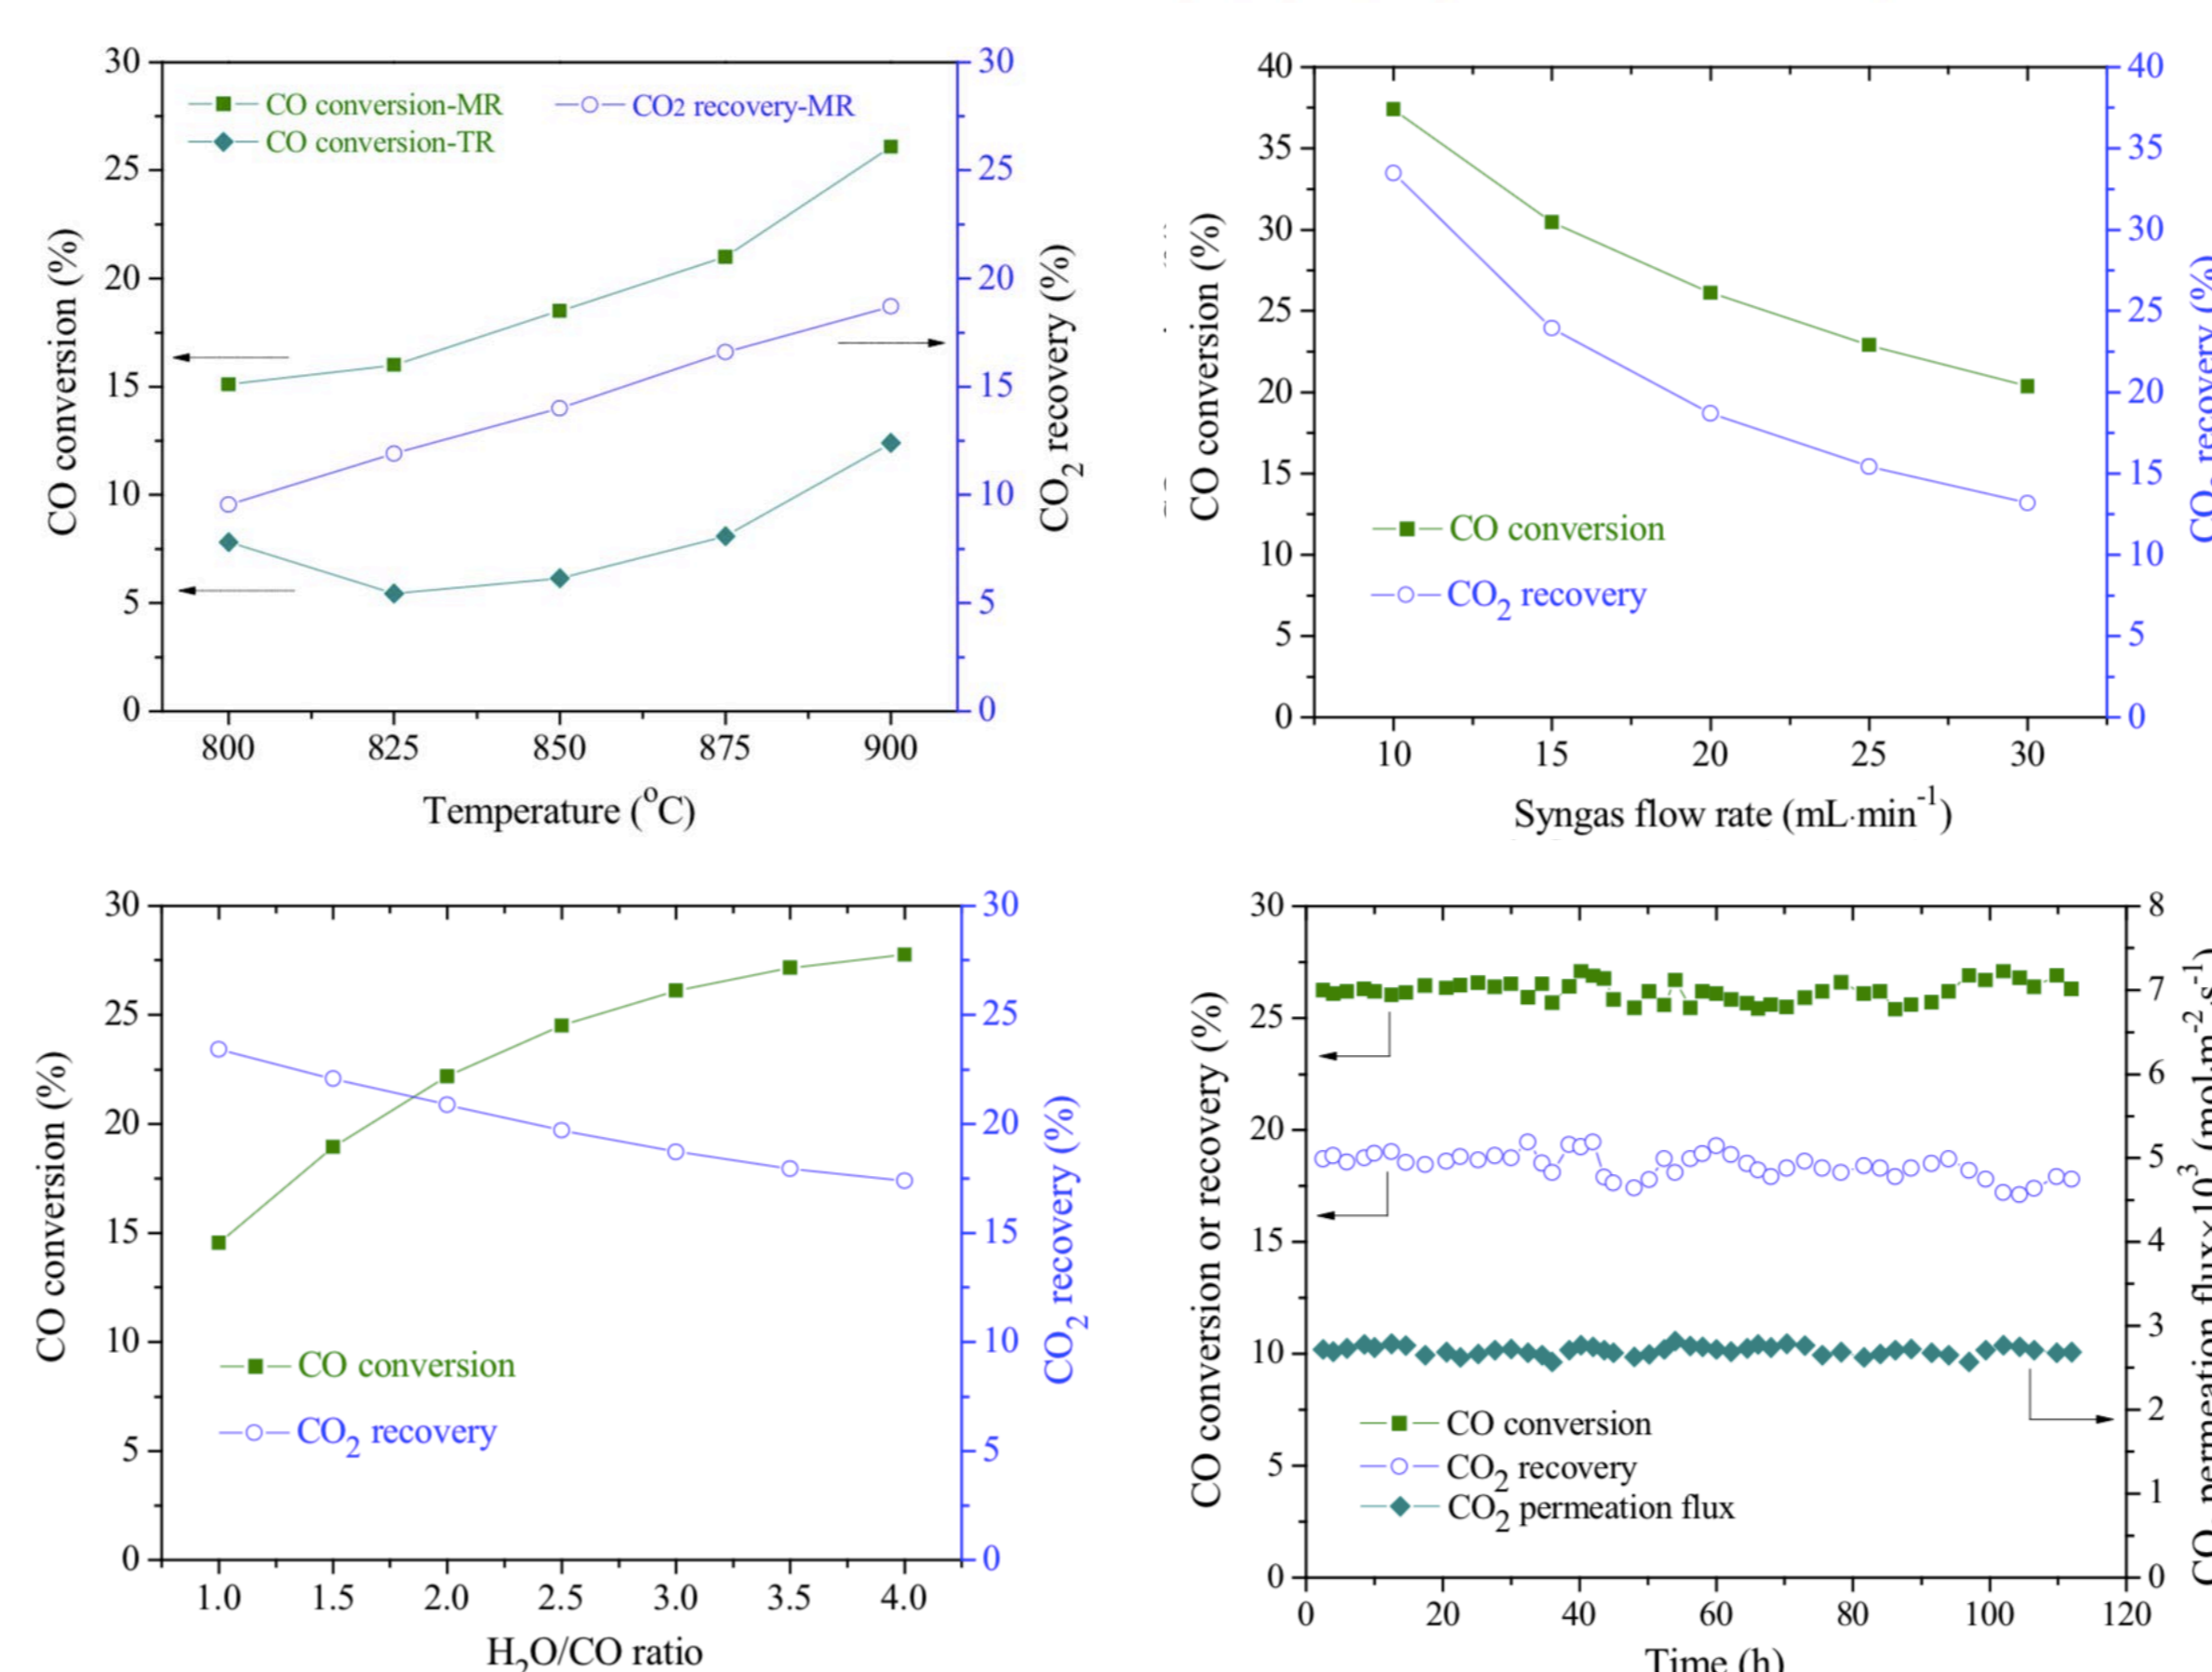 30
25
20
15
10
5
0
CO conversion (%)
CO conversion-MR
CO2 recovery-MR
CO conversion-TR
30
25
20
15
10
5
0
CO₂ recovery (%)
800 825 850 875 900
Temperature (°C)
40
35
30
25
20
15
10
5
0
CO conversion (%)
CO conversion
CO₂ recovery
40
35
30
25
20
15
10
5
0
recovery (%)
10 15 20 25 30
Syngas flow rate (mL·min⁻¹)
30
25
20
15
10
5
0
CO conversion (%)
CO conversion
CO₂ recovery
30
25
20
15
10
5
0
CO₂ recovery (%)
1.0 1.5 2.0 2.5 3.0 3.5 4.0
H₂O/CO ratio
30
25
20
15
10
5
0
CO conversion or recovery (%)
CO conversion
CO₂ recovery
CO₂ permeation flux
8
7
6
5
4
3
2
1
0
permeation flux×10³ (mol·m⁻²·s⁻¹)
0 20 40 60 80 100 120
Time (h)